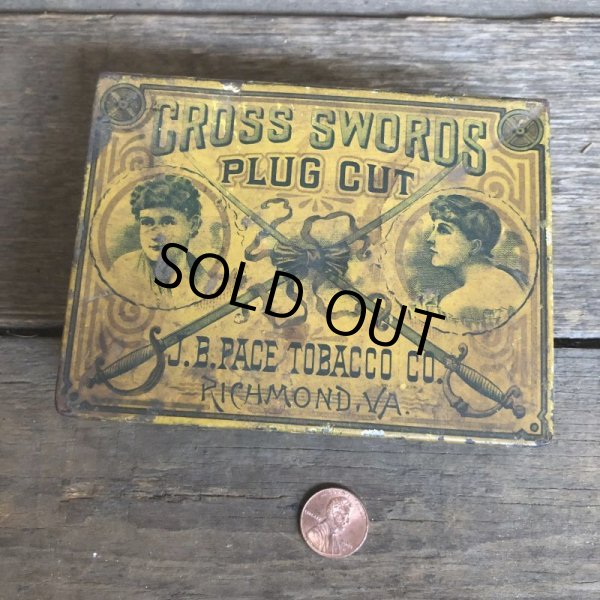 CROSS SWORDS
PLUG CUT
SOLD OUT
J.B. PACE TOBACCO CO.
RICHMOND, VA.